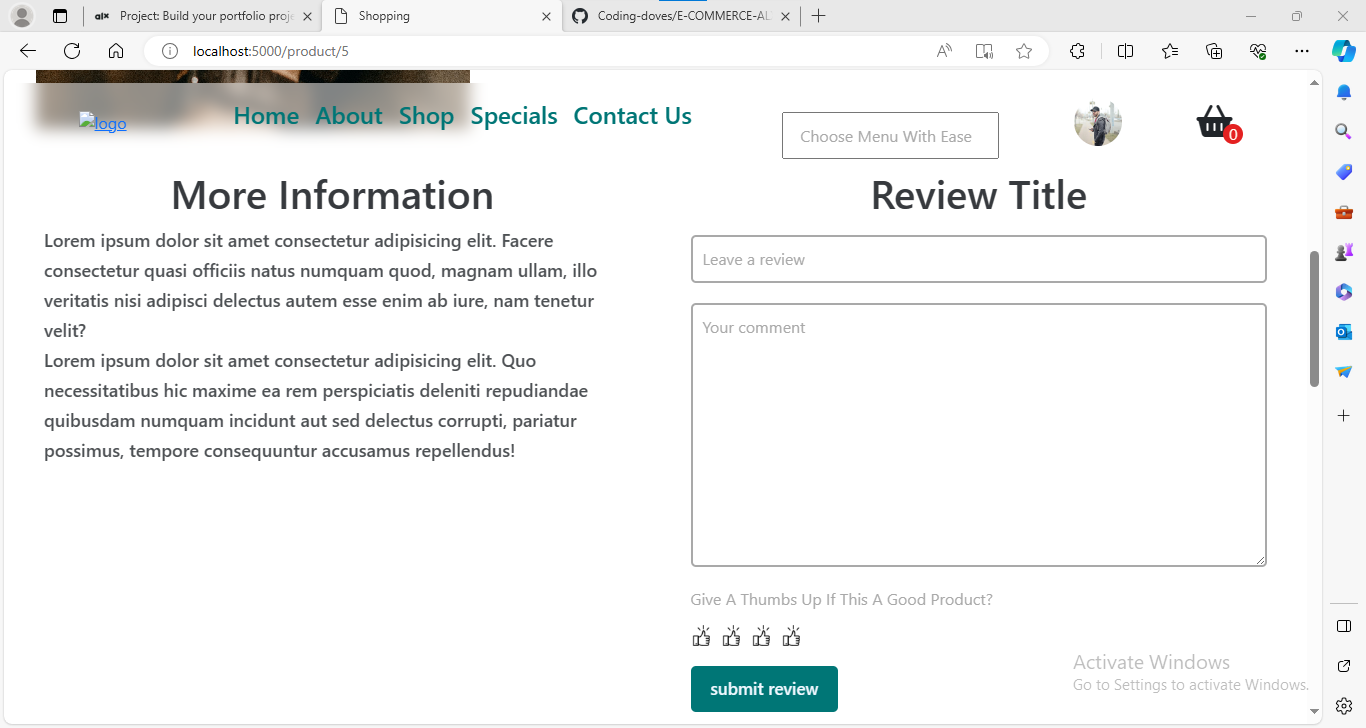 Project: Build your portfolio proje
Shopping
Coding-doves/E-COMMERCE-AL
localhost:5000/product/5
logo
Home About Shop Specials Contact Us
Choose Menu With Ease
0
More Information
Lorem ipsum dolor sit amet consectetur adipisicing elit. Facere
consectetur quasi officiis natus numquam quod, magnam ullam, illo
veritatis nisi adipisci delectus autem esse enim ab iure, nam tenetur
velit?
Lorem ipsum dolor sit amet consectetur adipisicing elit. Quo
necessitatibus hic maxime ea rem perspiciatis deleniti repudiandae
quibusdam numquam incidunt aut sed delectus corrupti, pariatur
possimus, tempore consequuntur accusamus repellendus!
Review Title
Leave a review
Your comment
Give A Thumbs Up If This A Good Product?
submit review
Activate Windows
Go to Settings to activate Windows.